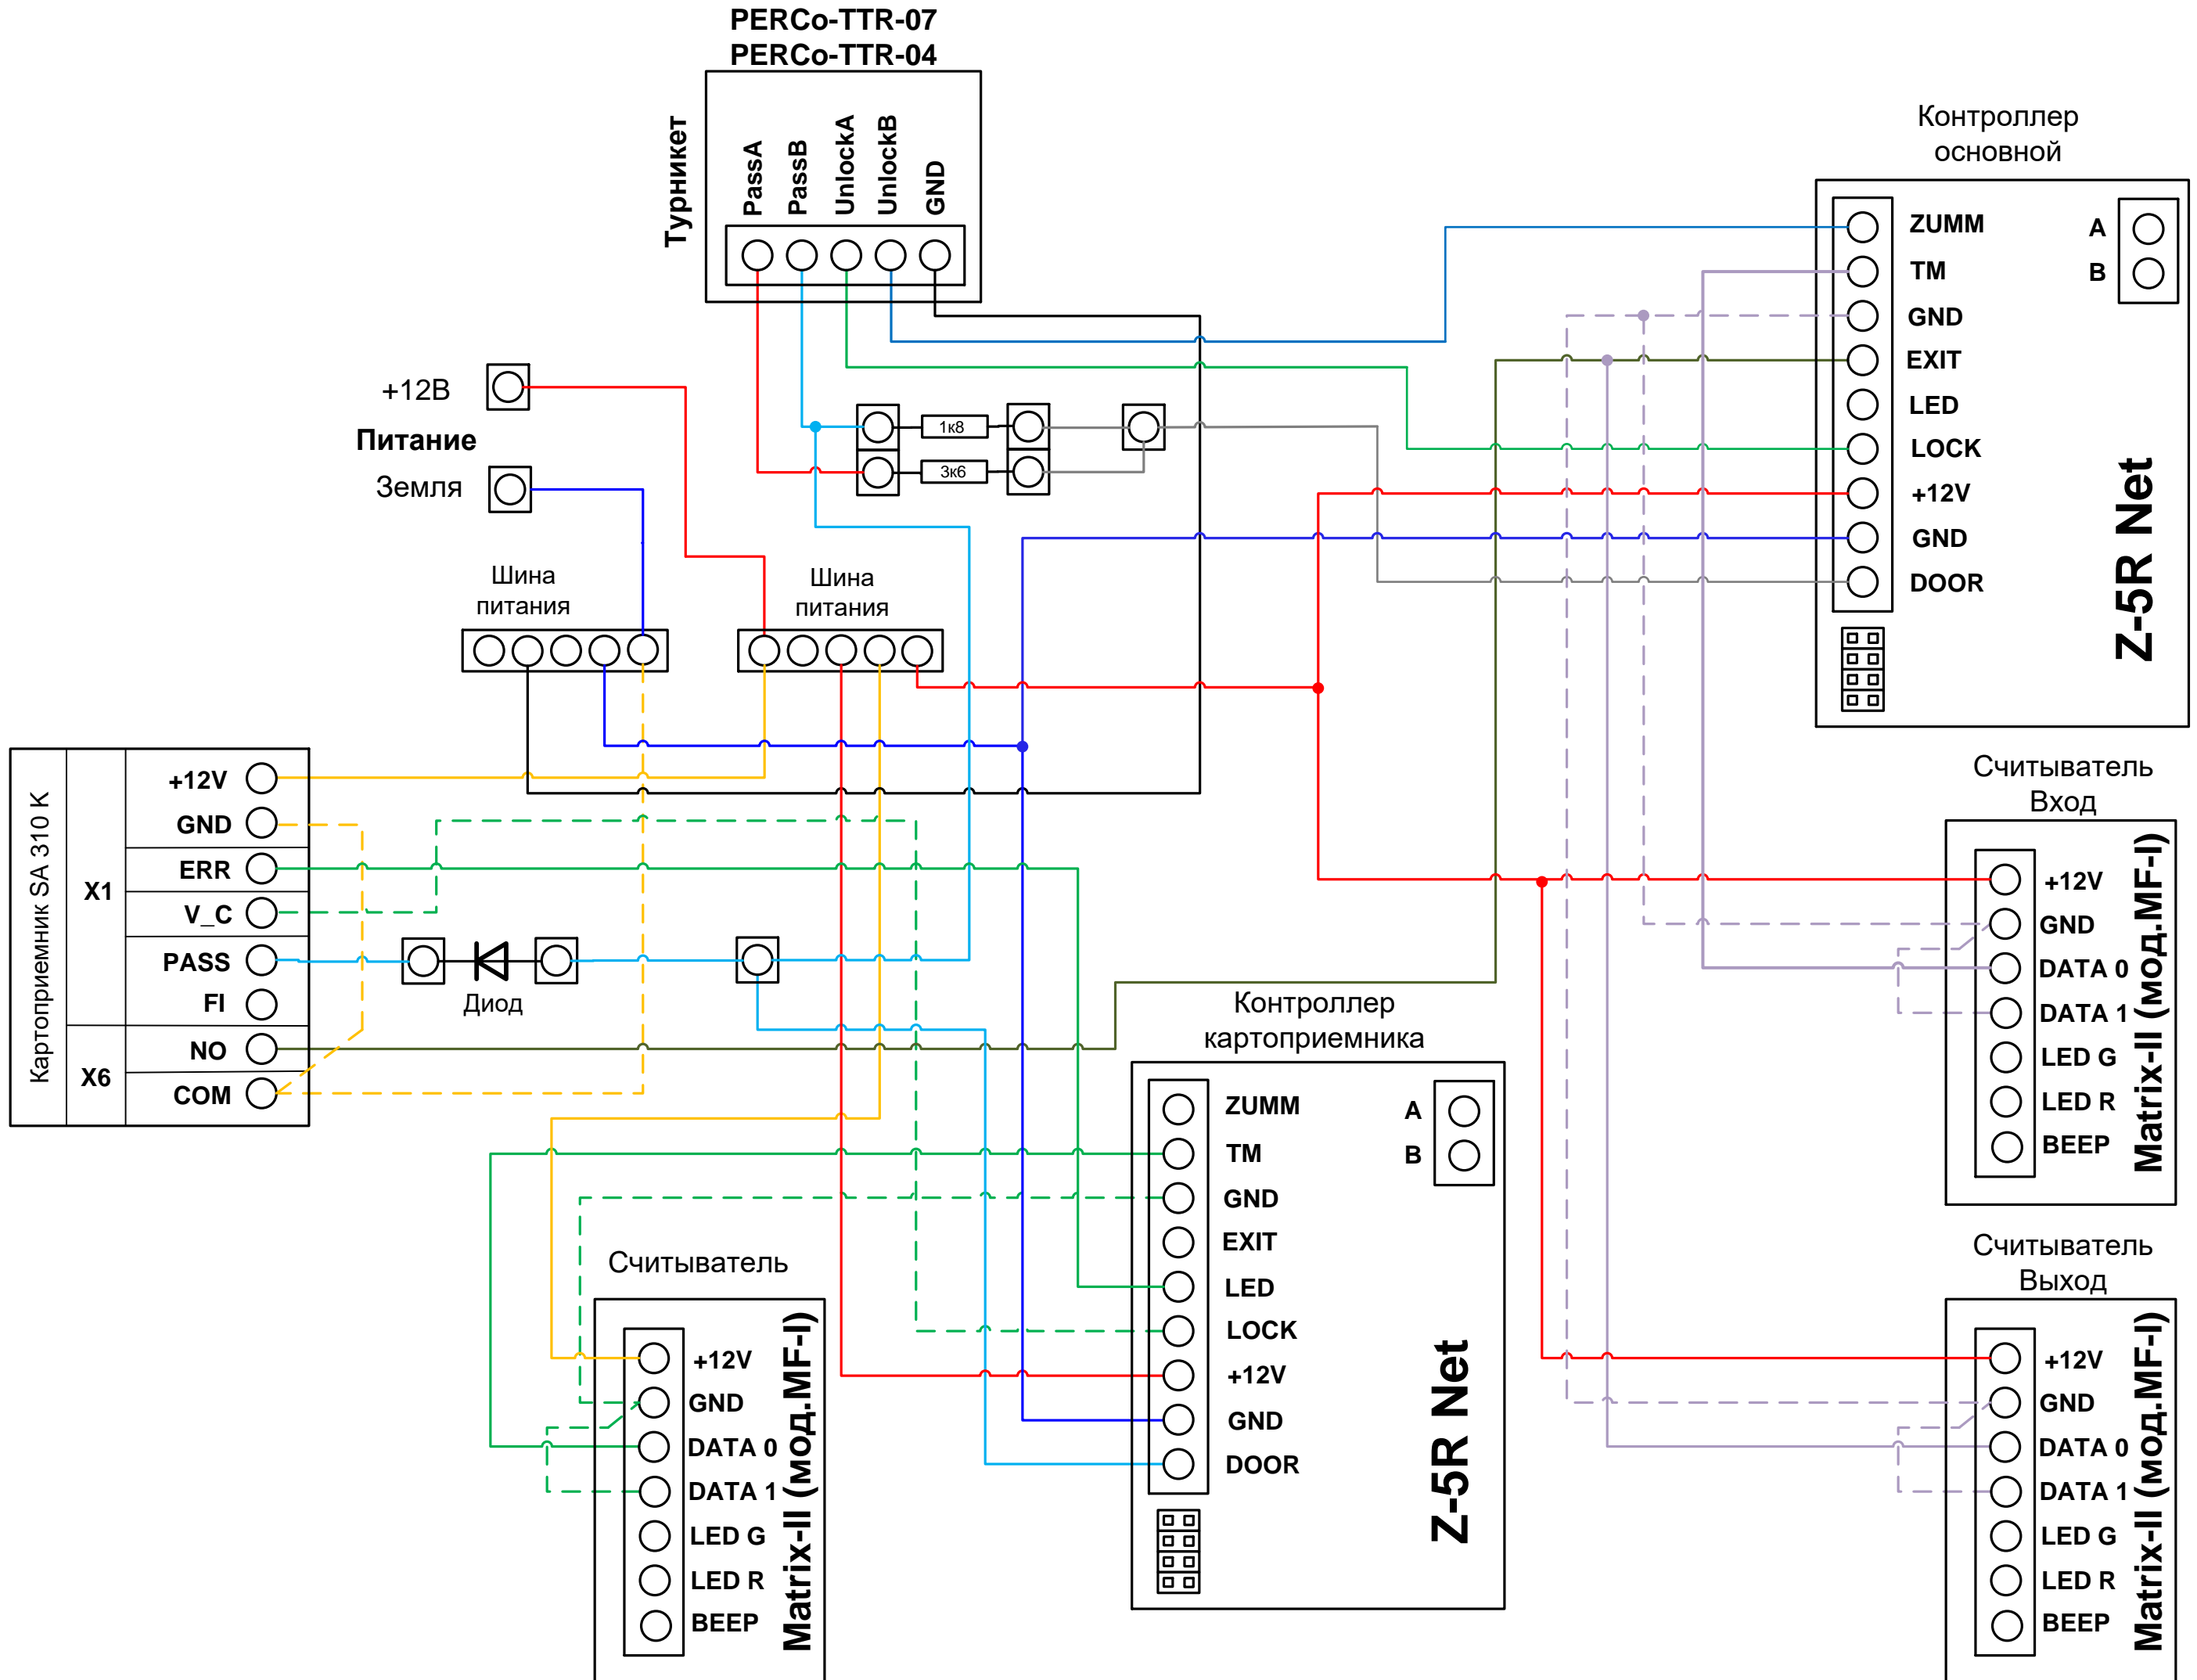 PERCo-TTR-07
PERCo-TTR-04
Турникет
PassA
PassB
UnlockA
UnlockB
GND
+12В
Питание
Земля
1к8
3к6
Шина
питания
Шина
питания
Контроллер
основной
ZUMM
TM
GND
EXIT
LED
LOCK
+12V
GND
DOOR
A
B
Z-5R Net
Картоприемник SA 310 K
X1
X6
+12V
GND
ERR
V_C
PASS
FI
NO
COM
Диод
Контроллер
картоприемника
ZUMM
TM
GND
EXIT
LED
LOCK
+12V
GND
DOOR
A
B
Z-5R Net
Считыватель
+12V
GND
DATA 0
DATA 1
LED G
LED R
BEEP
Matrix-II (мод.MF-I)
Считыватель
Вход
+12V
GND
DATA 0
DATA 1
LED G
LED R
BEEP
Matrix-II (мод.MF-I)
Считыватель
Выход
+12V
GND
DATA 0
DATA 1
LED G
LED R
BEEP
Matrix-II (мод.MF-I)